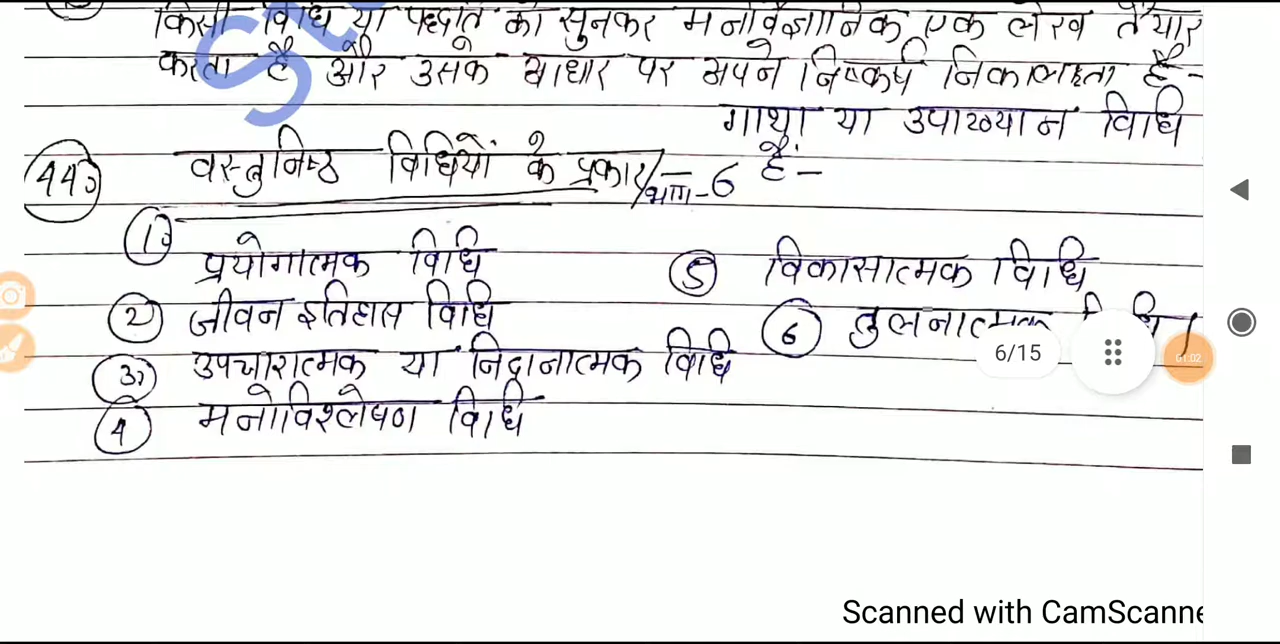 किसी विधि या पद्धति को सुनकर मनोवैज्ञानिक एक लेख तैयार
करता है और उसके आधार पर अपने निष्कर्ष निकालता है-
गाथा या उपाख्यान विधि
44. वस्तुनिष्ठ विधियों के प्रकार/भाग-6 हैं-
1. प्रयोगात्मक विधि
2 जीवन इतिहास विधि
3. उपचारात्मक या निदानात्मक विधि
4 मनोविश्लेषण विधि
5 विकासात्मक विधि
6 तुलनात्मक
6/15
01:02
Scanned with CamScanne